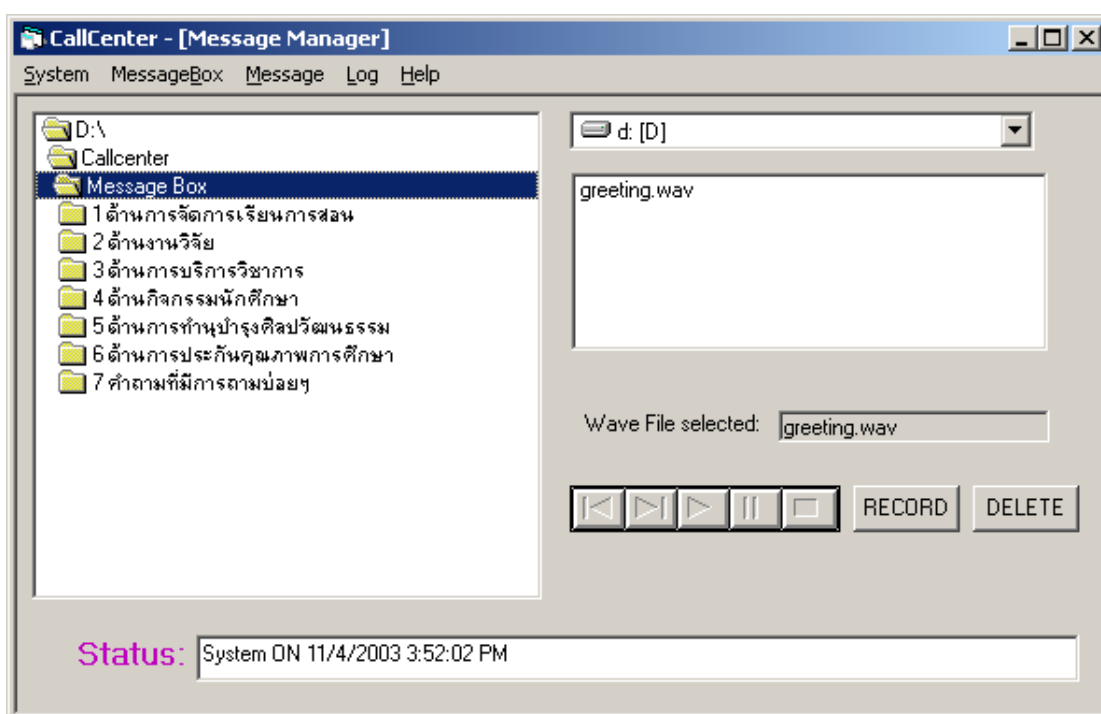 CallCenter - [Message Manager]
System MessageBox Message Log Help
D:\
Callcenter
Message Box
1 ด้านการจัดการเรียนการสอน
2 ด้านงานวิจัย
3 ด้านการบริการวิชาการ
4 ด้านกิจกรรมนักศึกษา
5 ด้านการทำนุบำรุงศิลปวัฒนธรรม
6 ด้านการประกันคุณภาพการศึกษา
7 คำถามที่มีการถามบ่อยๆ
d: [D]
greeting.wav
Wave File selected: greeting.wav
RECORD DELETE
Status: System ON 11/4/2003 3:52:02 PM